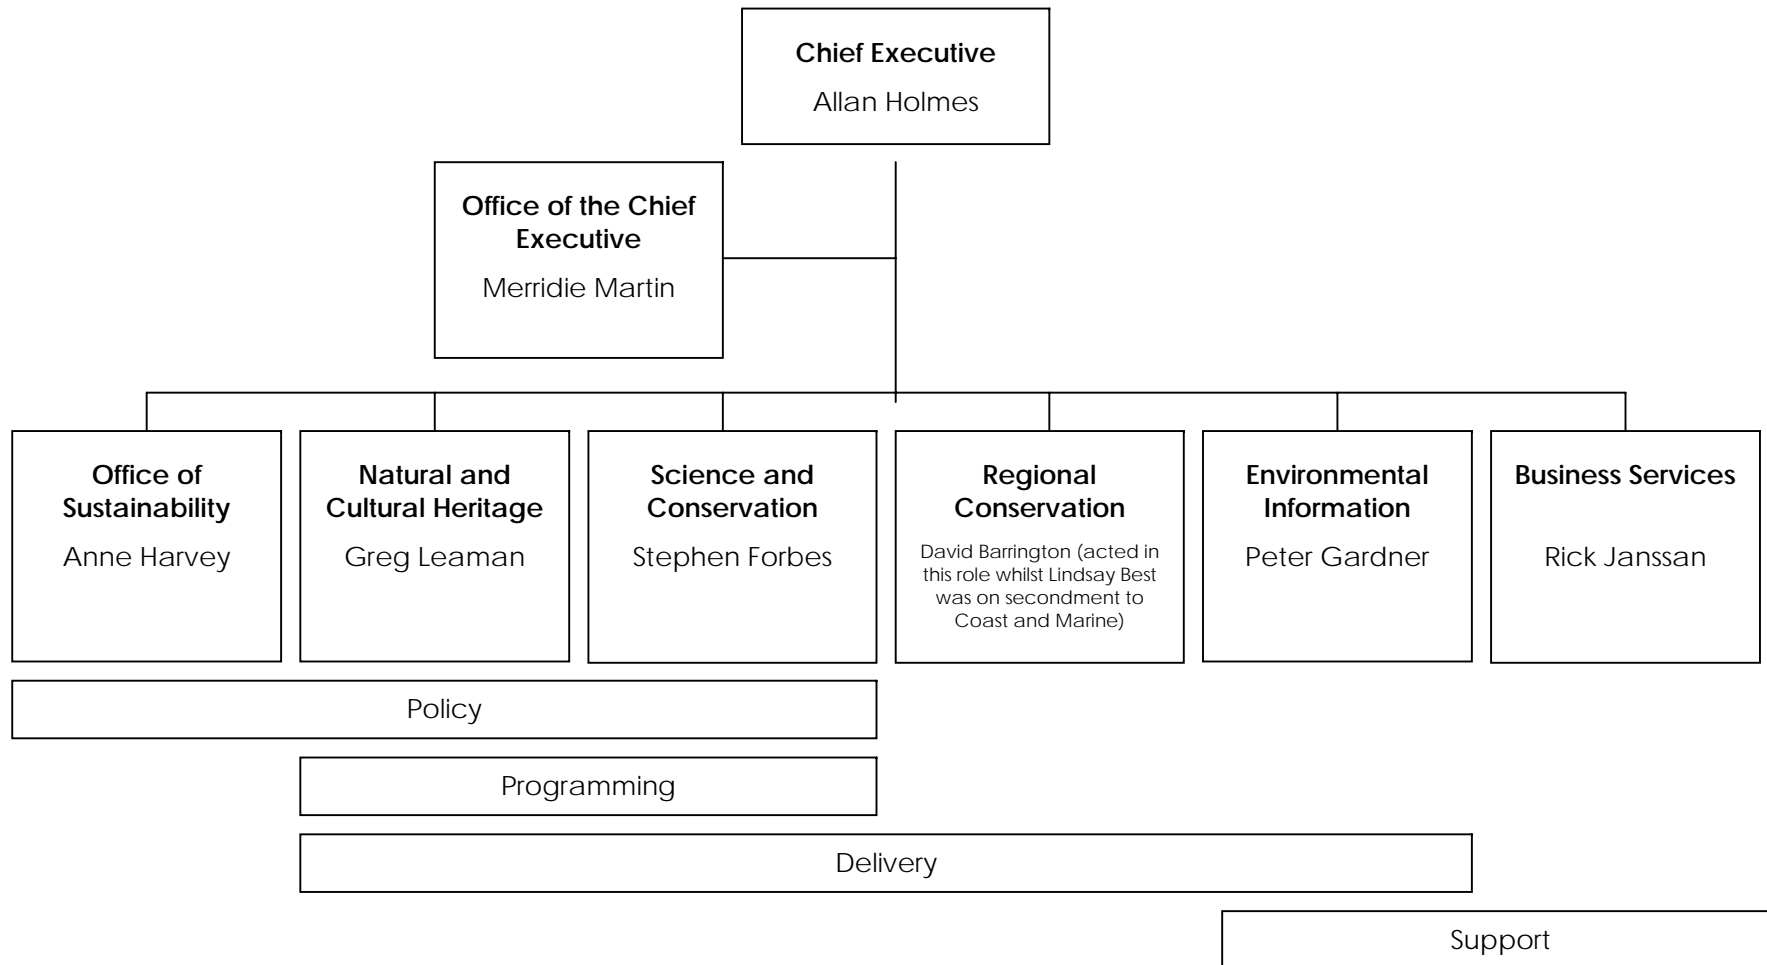 Chief Executive
Allan Holmes
Office of the Chief
Executive
Merridie Martin
Office of
Sustainability
Anne Harvey
Natural and
Cultural Heritage
Greg Leaman
Science and
Conservation
Stephen Forbes
Regional
Conservation
David Barrington (acted in
this role whilst Lindsay Best
was on secondment to
Coast and Marine)
Environmental
Information
Peter Gardner
Business Services
Rick Janssan
Policy
Programming
Delivery
Support